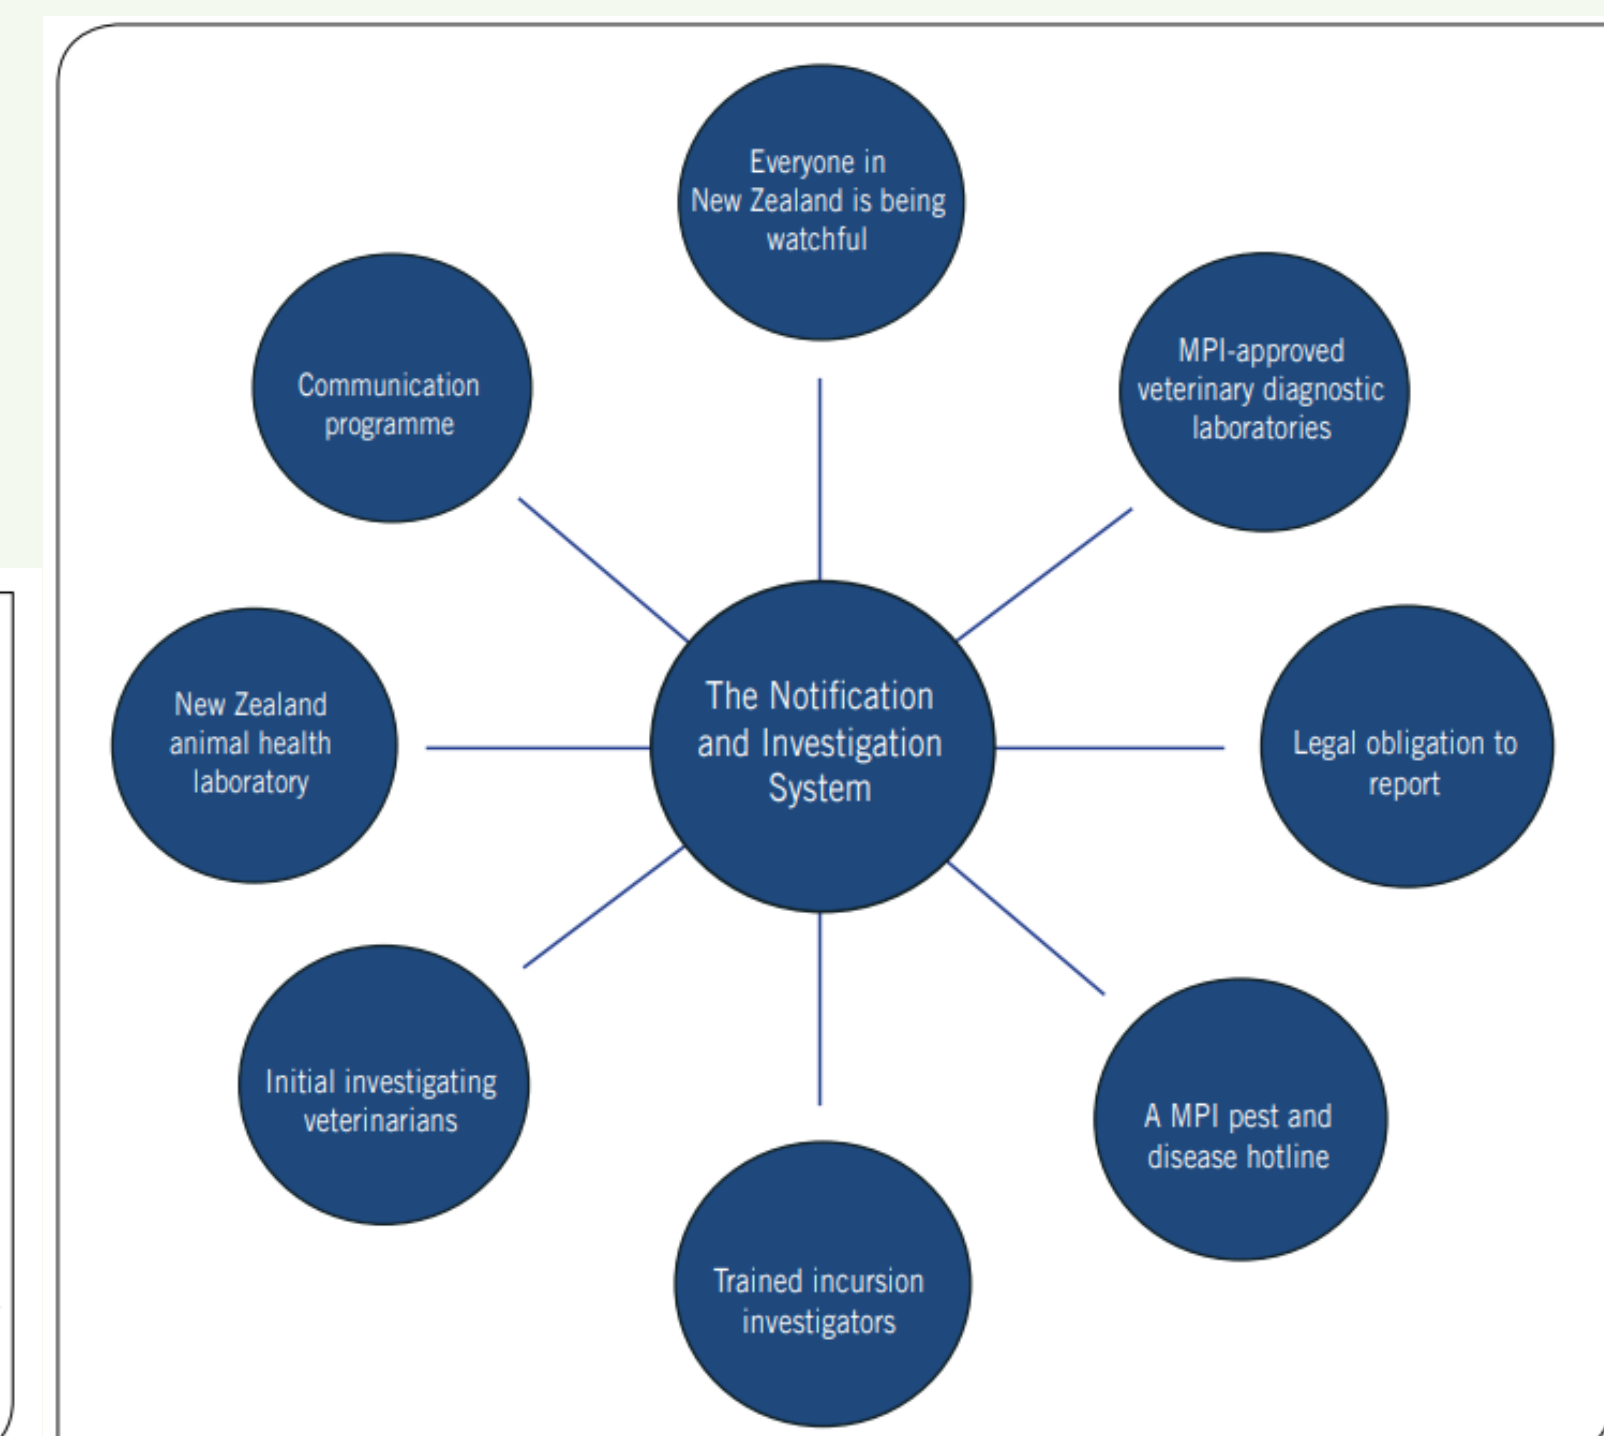 Everyone in
New Zealand is being
watchful
MPI-approved
veterinary diagnostic
laboratories
Legal obligation to
report
A MPI pest and
disease hotline
Trained incursion
investigators
Initial investigating
veterinarians
New Zealand
animal health
laboratory
Communication
programme
The Notification
and Investigation
System